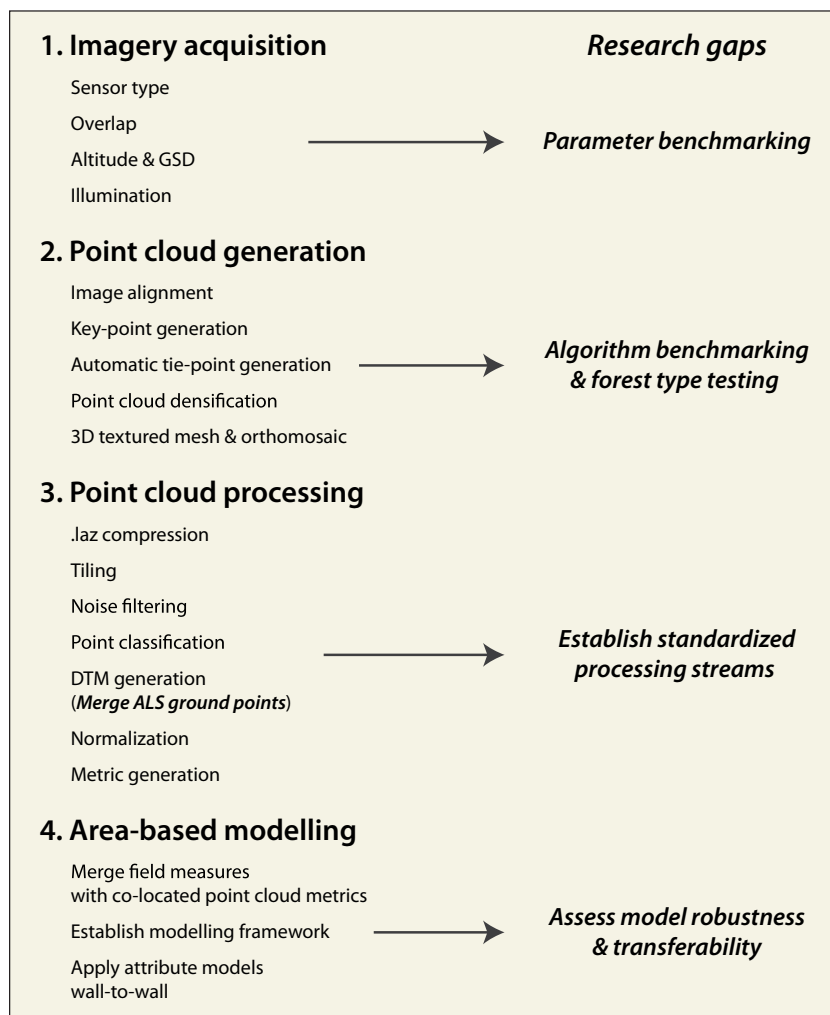 1. Imagery acquisition
Research gaps
Sensor type
Overlap
Altitude & GSD
Illumination
Parameter benchmarking
2. Point cloud generation
Image alignment
Key-point generation
Automatic tie-point generation
Point cloud densification
3D textured mesh & orthomosaic
Algorithm benchmarking
& forest type testing
3. Point cloud processing
.laz compression
Tiling
Noise filtering
Point classification
DTM generation
(Merge ALS ground points)
Normalization
Metric generation
Establish standardized
processing streams
4. Area-based modelling
Merge field measures
with co-located point cloud metrics
Establish modelling framework
Apply attribute models
wall-to-wall
Assess model robustness
& transferability